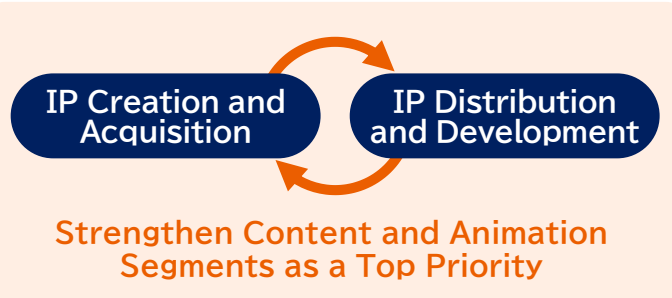 IP Creation and
Acquisition
IP Distribution
and Development
Strengthen Content and Animation
Segments as a Top Priority